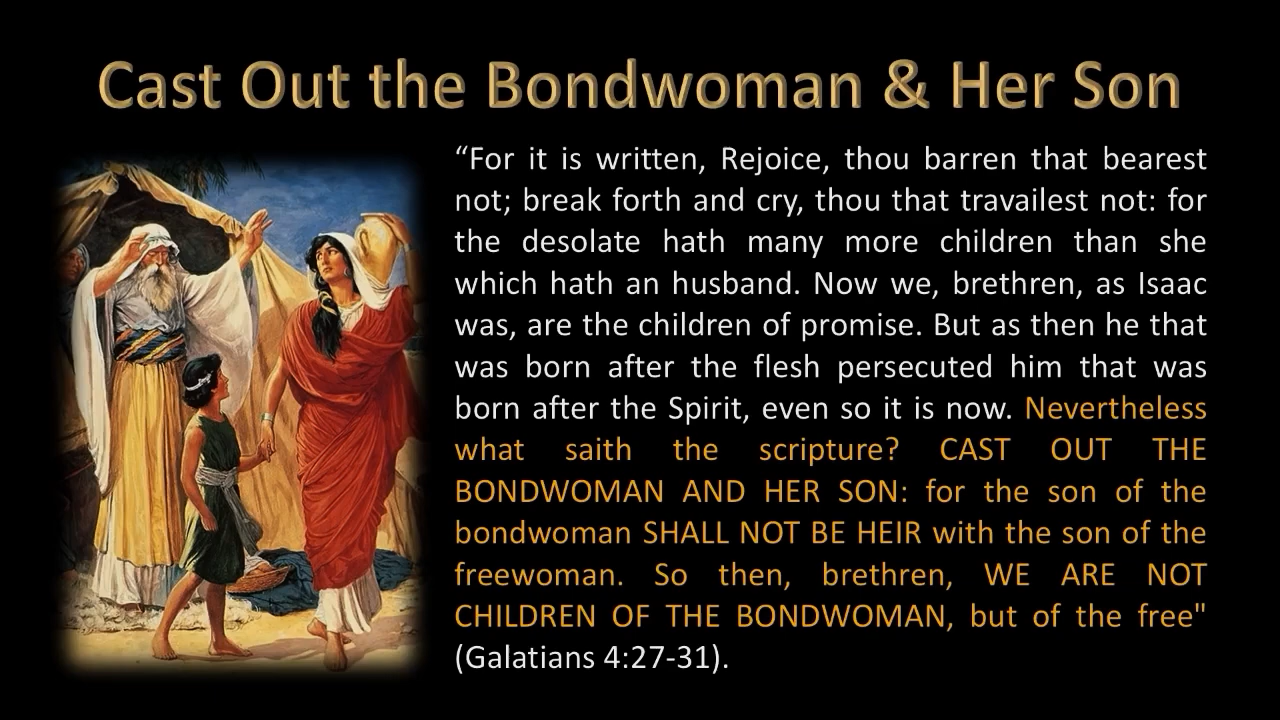 Cast Out the Bondwoman & Her Son
“For it is written, Rejoice, thou barren that bearest
not; break forth and cry, thou that travailest not: for
the desolate hath many more children than she
which hath an husband. Now we, brethren, as Isaac
was, are the children of promise. But as then he that
was born after the flesh persecuted him that was
born after the Spirit, even so it is now. Nevertheless
what saith the scripture? CAST OUT THE
BONDWOMAN AND HER SON: for the son of the
bondwoman SHALL NOT BE HEIR with the son of the
freewoman. So then, brethren, WE ARE NOT
CHILDREN OF THE BONDWOMAN, but of the free"
(Galatians 4:27-31).